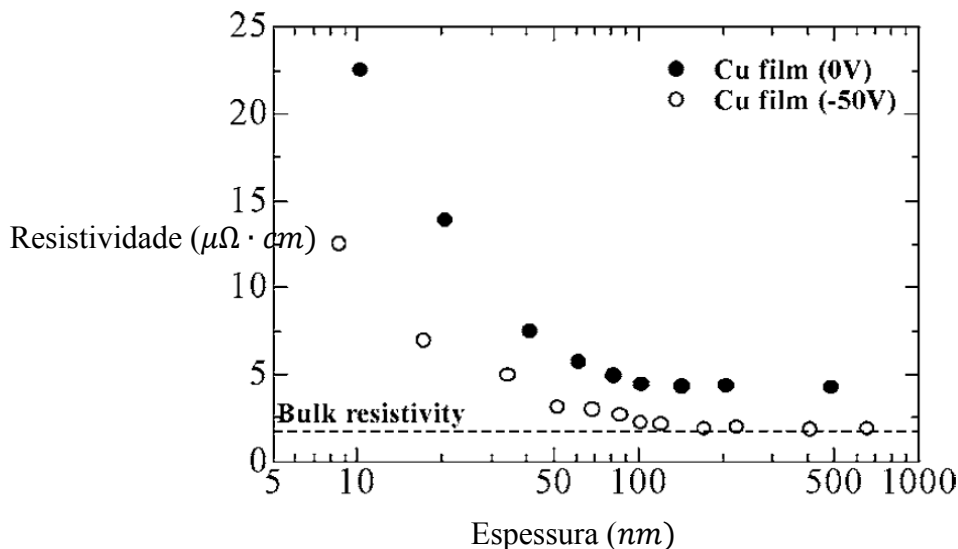 25
20
15
10
5
0
Resistividade (𝜇Ω · 𝑐𝑚)
Cu film (0V)
Cu film (-50V)
Bulk resistivity
5 10 50 100 500 1000
Espessura (𝑛𝑚)